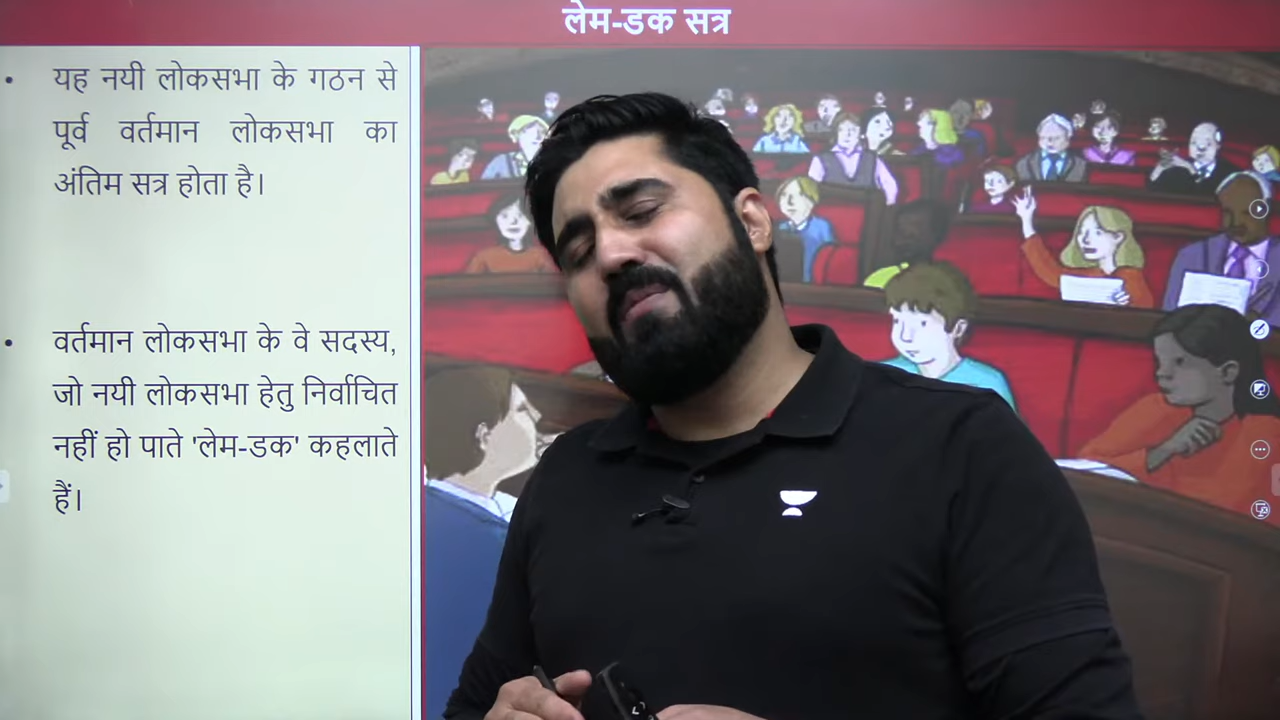 लेम-डक सत्र
• यह नयी लोकसभा के गठन से
पूर्व वर्तमान लोकसभा का
अंतिम सत्र होता है।
• वर्तमान लोकसभा के वे सदस्य,
जो नयी लोकसभा हेतु निर्वाचित
नहीं हो पाते 'लेम-डक' कहलाते
हैं।